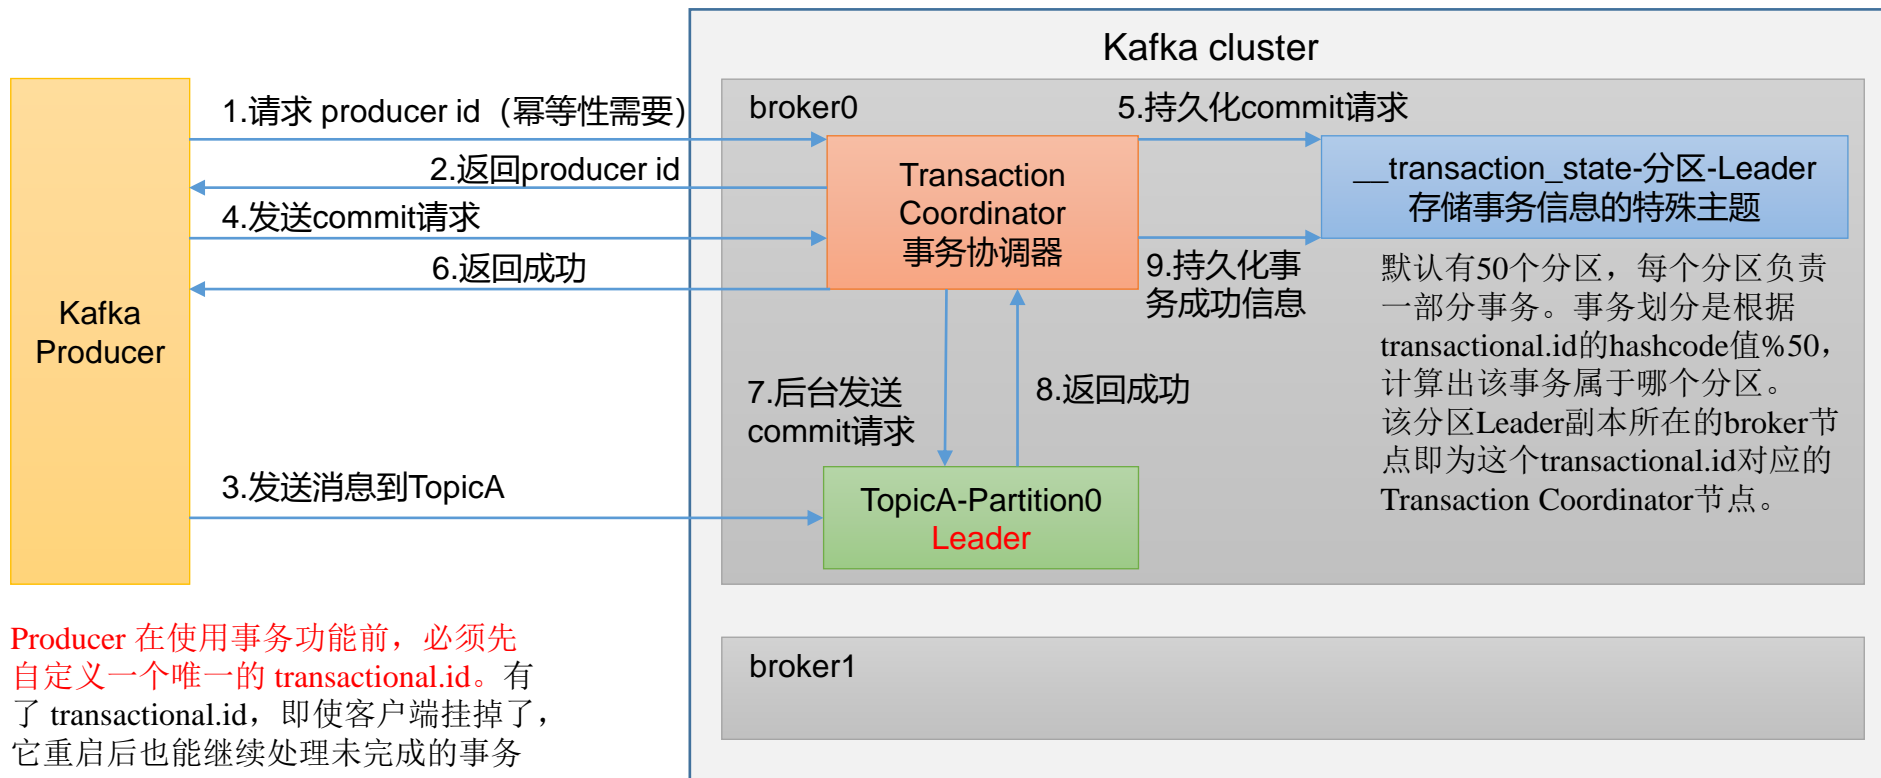 Kafka cluster
broker0
1.请求 producer id（幂等性需要）
2.返回producer id
4.发送commit请求
6.返回成功
Kafka
Producer
3.发送消息到TopicA
Transaction
Coordinator
事务协调器
5.持久化commit请求
__transaction_state-分区-Leader
存储事务信息的特殊主题
9.持久化事
务成功信息
7.后台发送
commit请求
8.返回成功
TopicA-Partition0
Leader
默认有50个分区，每个分区负责
一部分事务。事务划分是根据
transactional.id的hashcode值%50，
计算出该事务属于哪个分区。
该分区Leader副本所在的broker节
点即为这个transactional.id对应的
Transaction Coordinator节点。
Producer 在使用事务功能前，必须先
自定义一个唯一的 transactional.id。有
了 transactional.id，即使客户端挂掉了，
它重启后也能继续处理未完成的事务
broker1